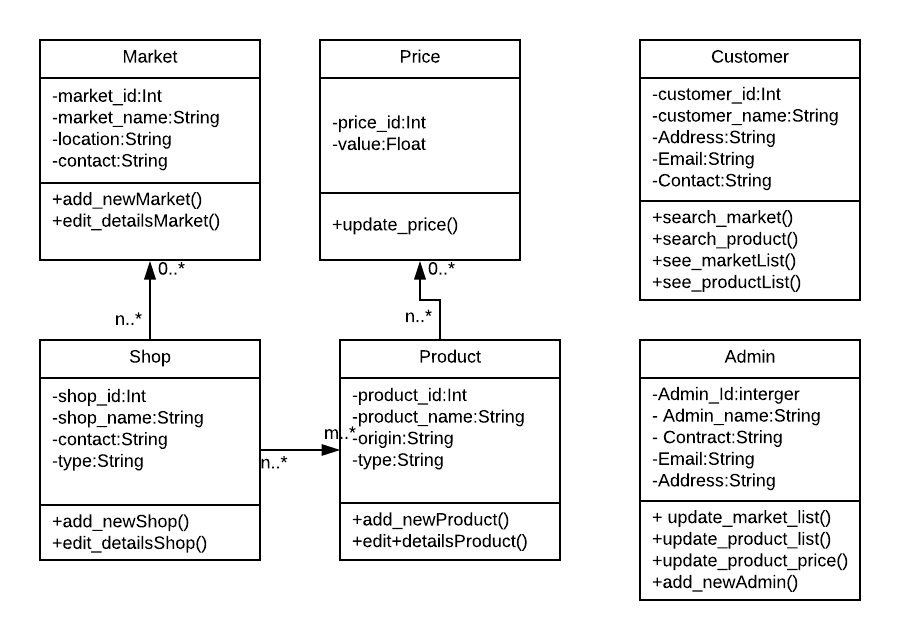 Market
-market_id:Int
-market_name:String
-location:String
-contact:String
+add_newMarket()
+edit_detailsMarket()
Price
-price_id:Int
-value:Float
+update_price()
Customer
-customer_id:Int
-customer_name:String
-Address:String
-Email:String
-Contact:String
+search_market()
+search_product()
+see_marketList()
+see_productList()
0..*
n..*
0..*
n..*
Shop
-shop_id:Int
-shop_name:String
-contact:String
-type:String
+add_newShop()
+edit_detailsShop()
n..*
m..*
Product
-product_id:Int
-product_name:String
-origin:String
-type:String
+add_newProduct()
+edit+detailsProduct()
Admin
-Admin_Id:interger
- Admin_name:String
- Contract:String
-Email:String
-Address:String
+ update_market_list()
+update_product_list()
+update_product_price()
+add_newAdmin()